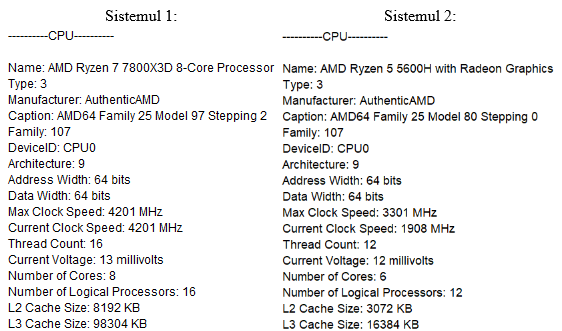 Sistemul 1:
----------CPU----------
Name: AMD Ryzen 7 7800X3D 8-Core Processor
Type: 3
Manufacturer: AuthenticAMD
Caption: AMD64 Family 25 Model 97 Stepping 2
Family: 107
DeviceID: CPU0
Architecture: 9
Address Width: 64 bits
Data Width: 64 bits
Max Clock Speed: 4201 MHz
Current Clock Speed: 4201 MHz
Thread Count: 16
Current Voltage: 13 millivolts
Number of Cores: 8
Number of Logical Processors: 16
L2 Cache Size: 8192 KB
L3 Cache Size: 98304 KB
Sistemul 2:
----------CPU----------
Name: AMD Ryzen 5 5600H with Radeon Graphics
Type: 3
Manufacturer: AuthenticAMD
Caption: AMD64 Family 25 Model 80 Stepping 0
Family: 107
DeviceID: CPU0
Architecture: 9
Address Width: 64 bits
Data Width: 64 bits
Max Clock Speed: 3301 MHz
Current Clock Speed: 1908 MHz
Thread Count: 12
Current Voltage: 12 millivolts
Number of Cores: 6
Number of Logical Processors: 12
L2 Cache Size: 3072 KB
L3 Cache Size: 16384 KB